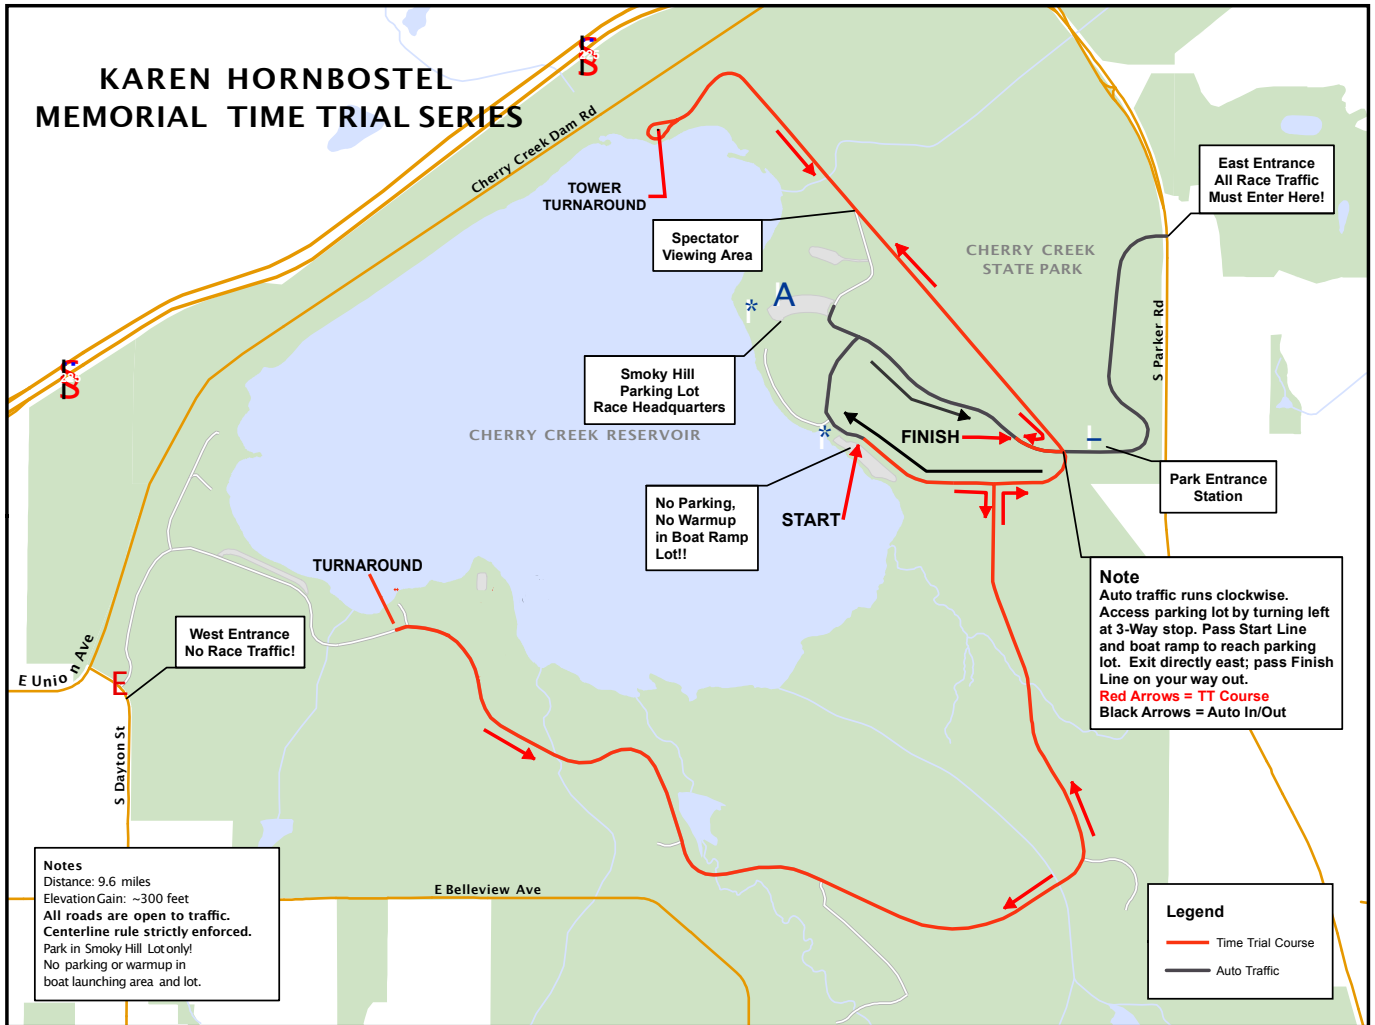 KAREN HORNBOSTEL
MEMORIAL TIME TRIAL SERIES
Cherry Creek Dam Rd
TOWER
TURNAROUND
Spectator
Viewing Area
East Entrance
All Race Traffic
Must Enter Here!
CHERRY CREEK
STATE PARK
S Parker Rd
A
*
Smoky Hill
Parking Lot
Race Headquarters
CHERRY CREEK RESERVOIR
*
FINISH
Park Entrance
Station
No Parking,
No Warmup
in Boat Ramp
Lot!!
START
TURNAROUND
Note
Auto traffic runs clockwise.
Access parking lot by turning left
at 3-Way stop. Pass Start Line
and boat ramp to reach parking
lot. Exit directly east; pass Finish
Line on your way out.
Red Arrows = TT Course
Black Arrows = Auto In/Out
West Entrance
No Race Traffic!
E Union Ave
E
S Dayton St
Notes
Distance: 9.6 miles
Elevation Gain: ~300 feet
All roads are open to traffic.
Centerline rule strictly enforced.
Park in Smoky Hill Lot only!
No parking or warmup in
boat launching area and lot.
E Belleview Ave
Legend
Time Trial Course
Auto Traffic